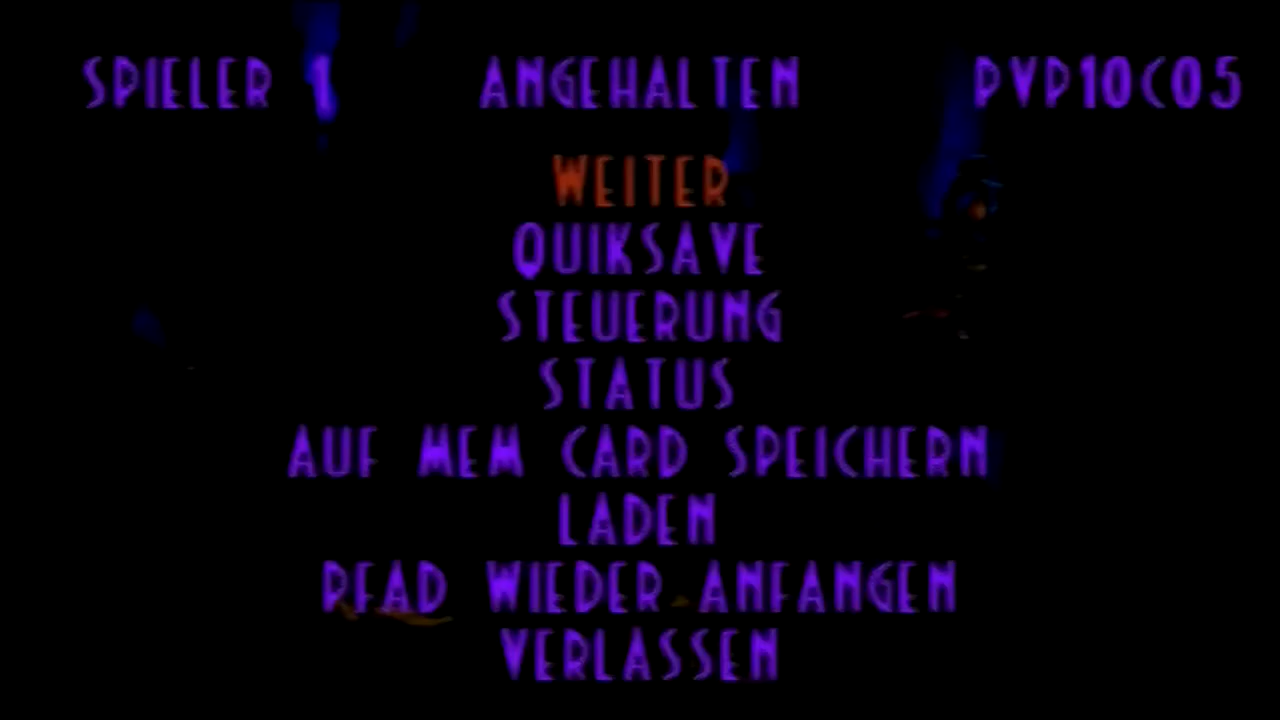 SPIELER 1 ANGEHALTEN PVP10C05
WEITER
QUIKSAVE
STEUERUNG
STATUS
AUF MEM CARD SPEICHERN
LADEN
PFAD WIEDER ANFANGEN
VERLASSEN